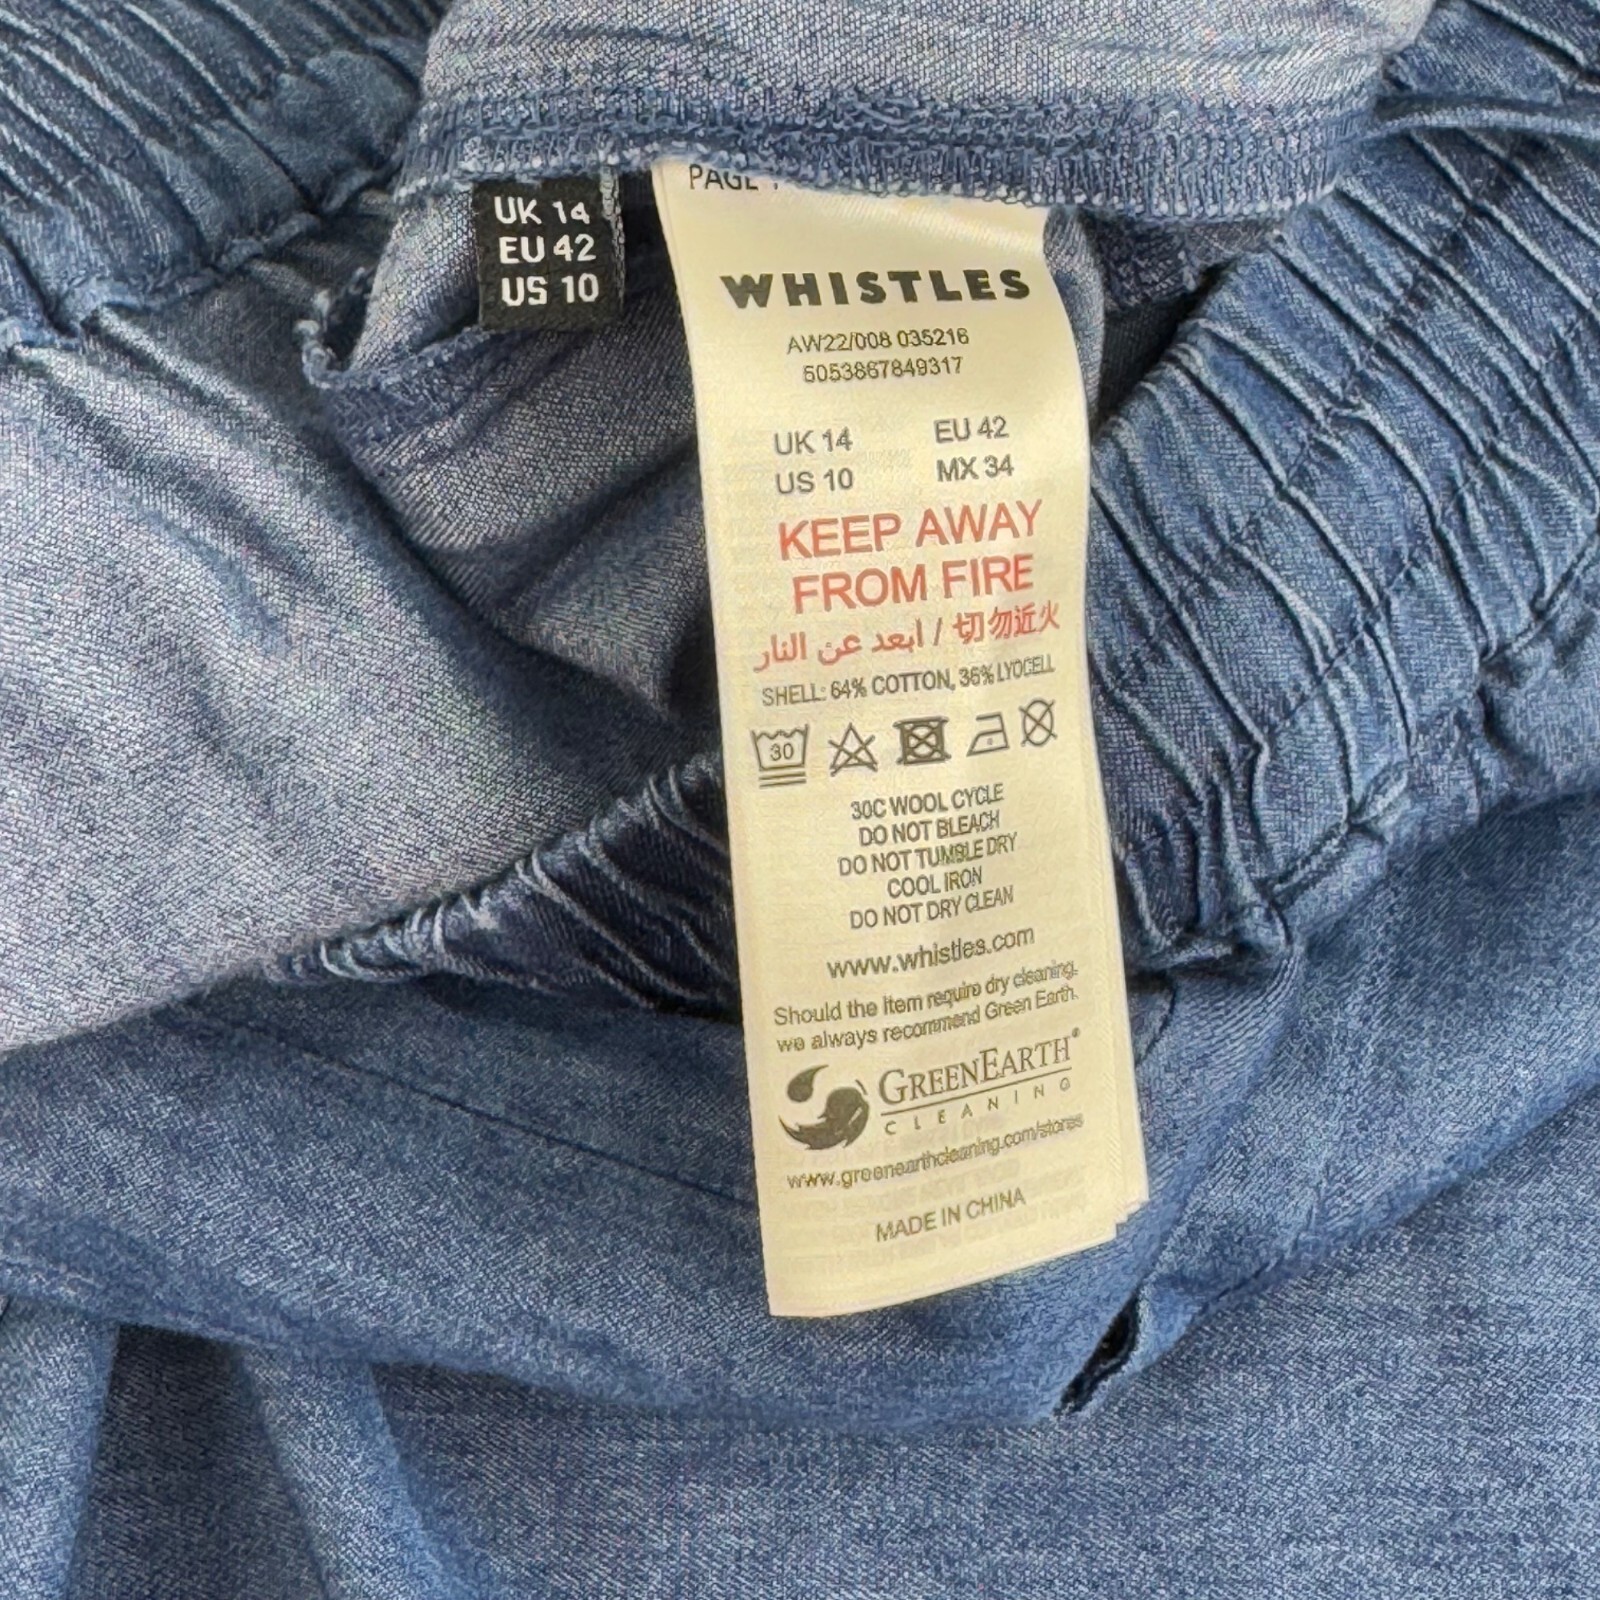 UK 14
EU 42
US 10
PAGE
WHISTLES
AW22/008 035216
5053867849317
UK 14 EU 42
US 10 MX 34
KEEP AWAY
FROM FIRE
ابعد عن النار / 切勿近火
SHELL: 64% COTTON, 36% LYOCELL
30
30C WOOL CYCLE
DO NOT BLEACH
DO NOT TUMBLE DRY
COOL IRON
DO NOT DRY CLEAN
www.whistles.com
Should the item require dry cleaning,
we always recommend Green Earth.
GREENEARTH®
CLEANING
www.greenearthcleaning.com/stores
MADE IN CHINA